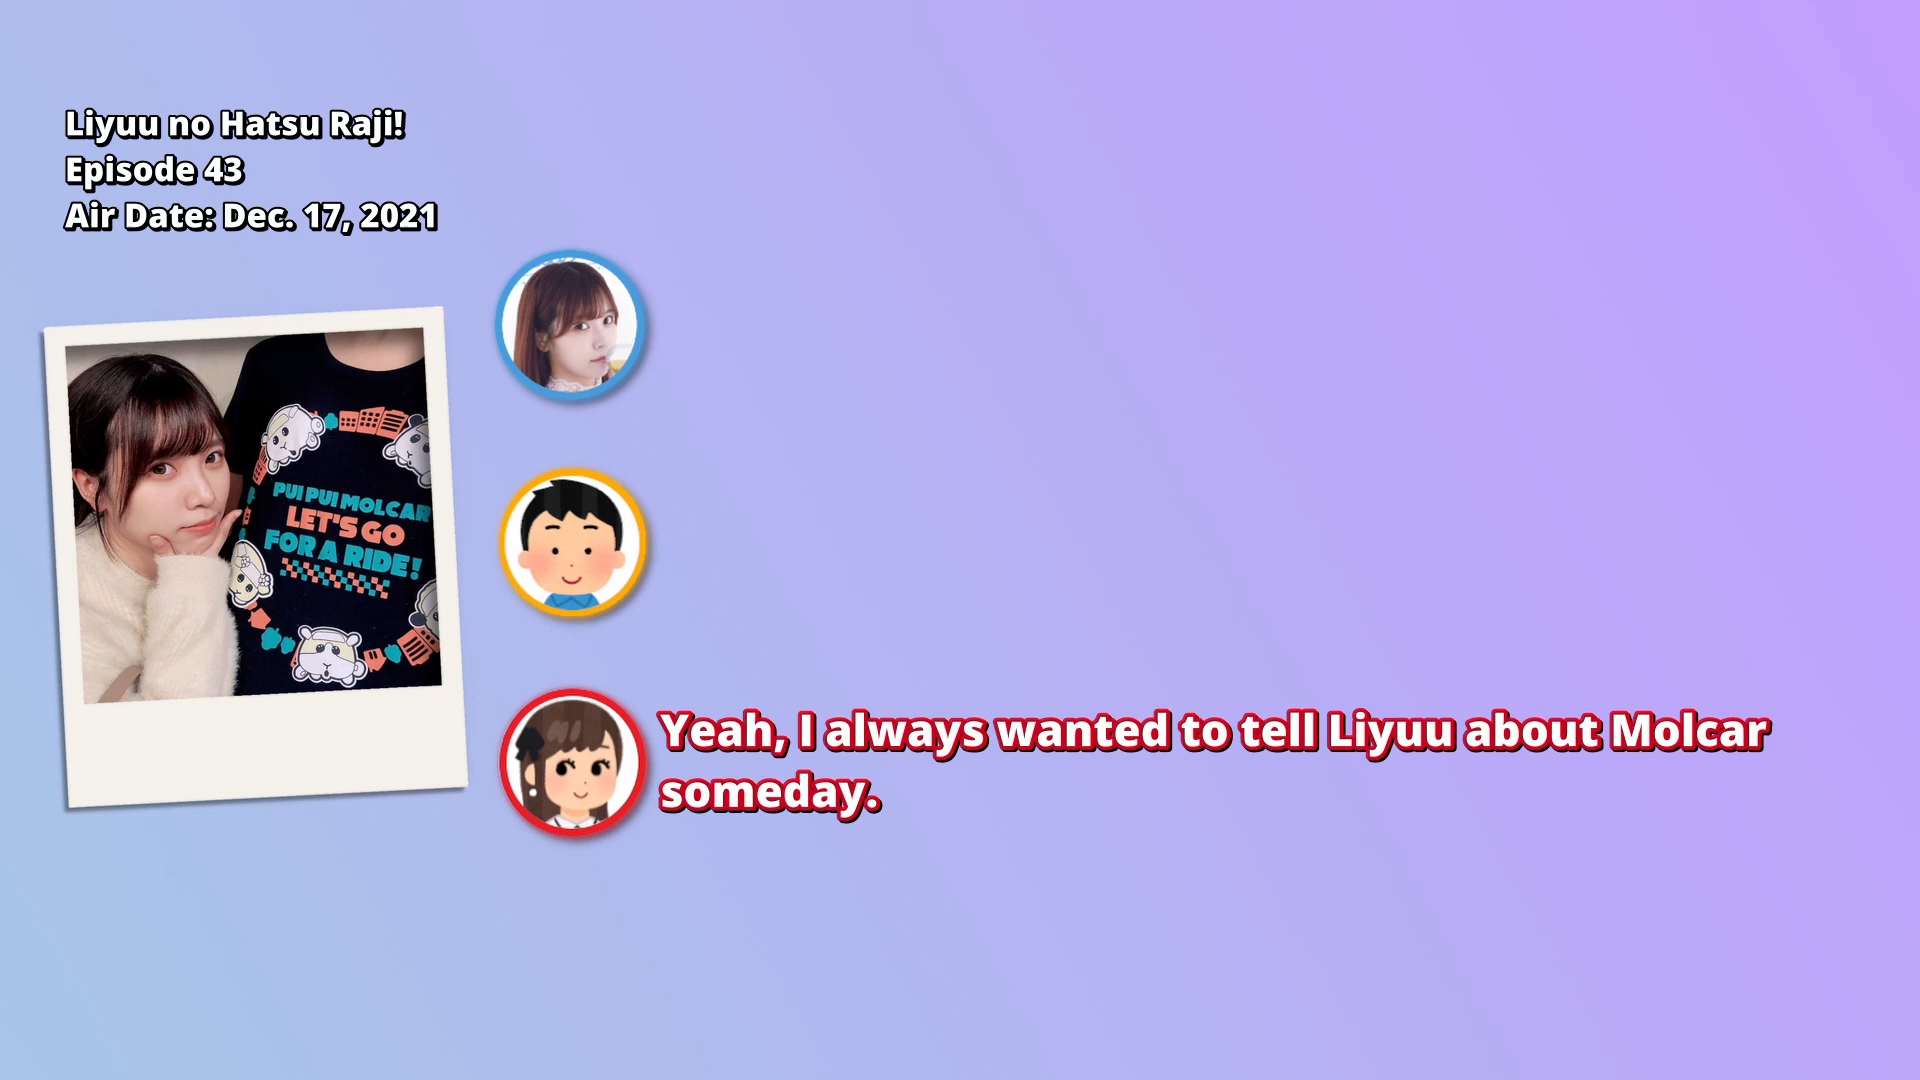 Liyuu no Hatsu Raji!
Episode 43
Air Date: Dec. 17, 2021
PUI PUI MOLCAR
LET'S GO
FOR A RIDE!
Yeah, I always wanted to tell Liyuu about Molcar
someday.